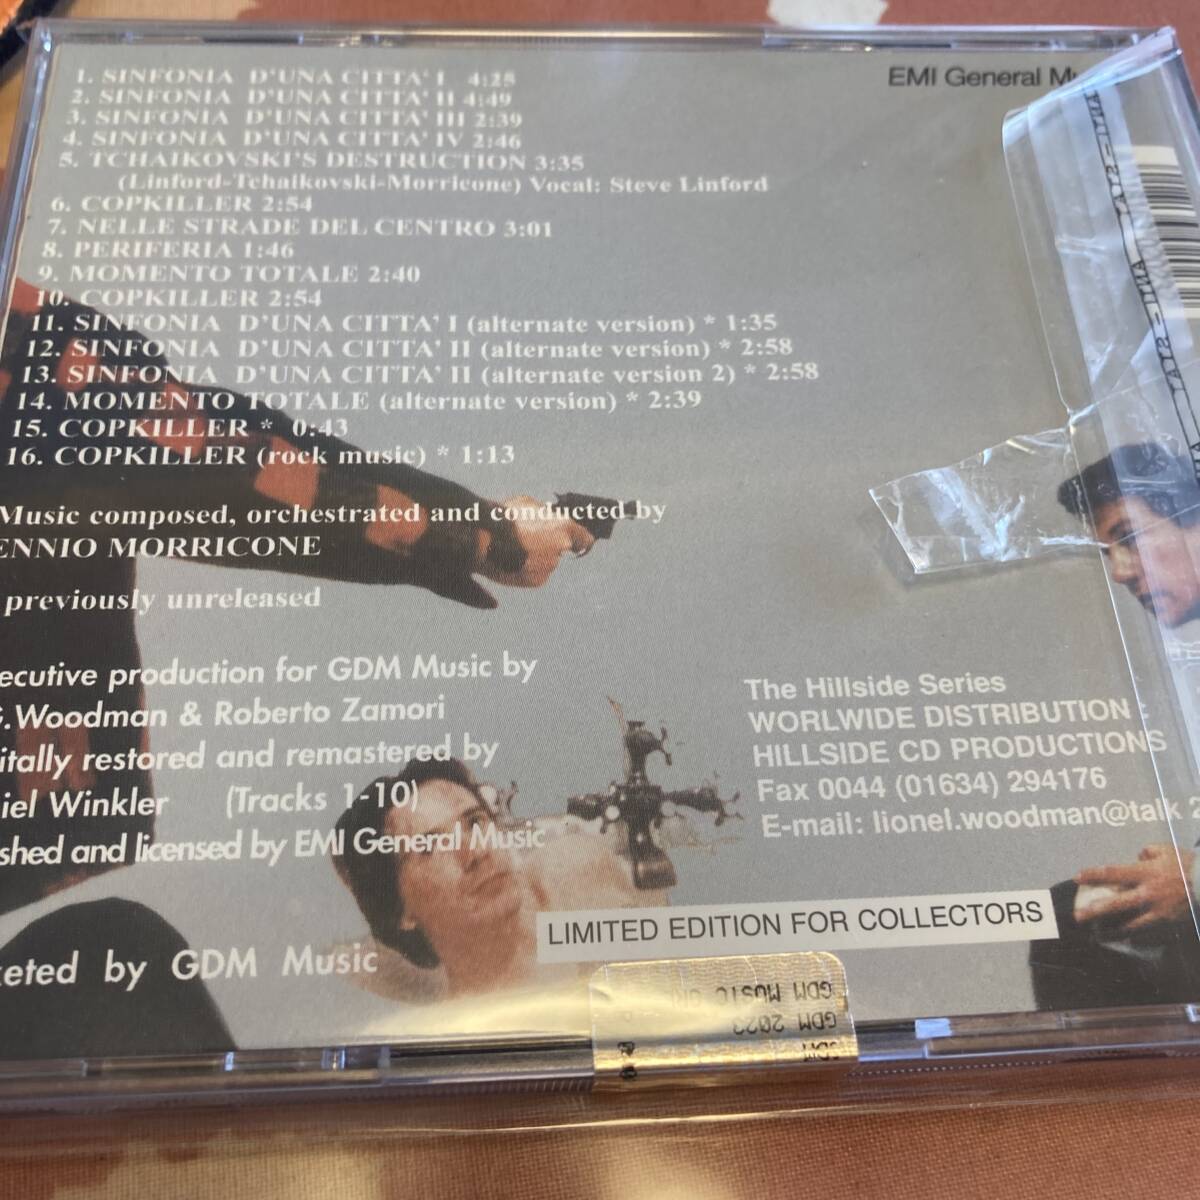 EMI General
1. SINFONIA D'UNA CITTA' I 4:25
2. SINFONIA D'UNA CITTA' II 4:49
3. SINFONIA D'UNA CITTA' III 2:39
4. SINFONIA D'UNA CITTA' IV 2:46
5. TCHAIKOVSKI'S DESTRUCTION 3:35
(Linford-Tchaikovski-Morricone) Vocal: Steve Linford
6. COPKILLER 2:54
7. NELLE STRADE DEL CENTRO 3:01
8. PERIFERIA 1:46
9. MOMENTO TOTALE 2:40
10. COPKILLER 2:54
11. SINFONIA D'UNA CITTA' I (alternate version) * 1:35
12. SINFONIA D'UNA CITTA' II (alternate version) * 2:58
13. SINFONIA D'UNA CITTA' II (alternate version 2) * 2:58
14. MOMENTO TOTALE (alternate version) * 2:39
15. COPKILLER * 0:43
16. COPKILLER (rock music) * 1:13
Music composed, orchestrated and conducted by
ENNIO MORRICONE
previously unreleased
ecutive production for GDM Music by
.Woodman & Roberto Zamori
itally restored and remastered by
iel Winkler (Tracks 1-10)
shed and licensed by EMI General Music
eted by GDM Music
The Hillside Series
WORLWIDE DISTRIBUTION :
HILLSIDE CD PRODUCTIONS
Fax 0044 (01634) 294176
E-mail: lionel.woodman@talk
LIMITED EDITION FOR COLLECTORS
GDM MUSIC
GDM 2023